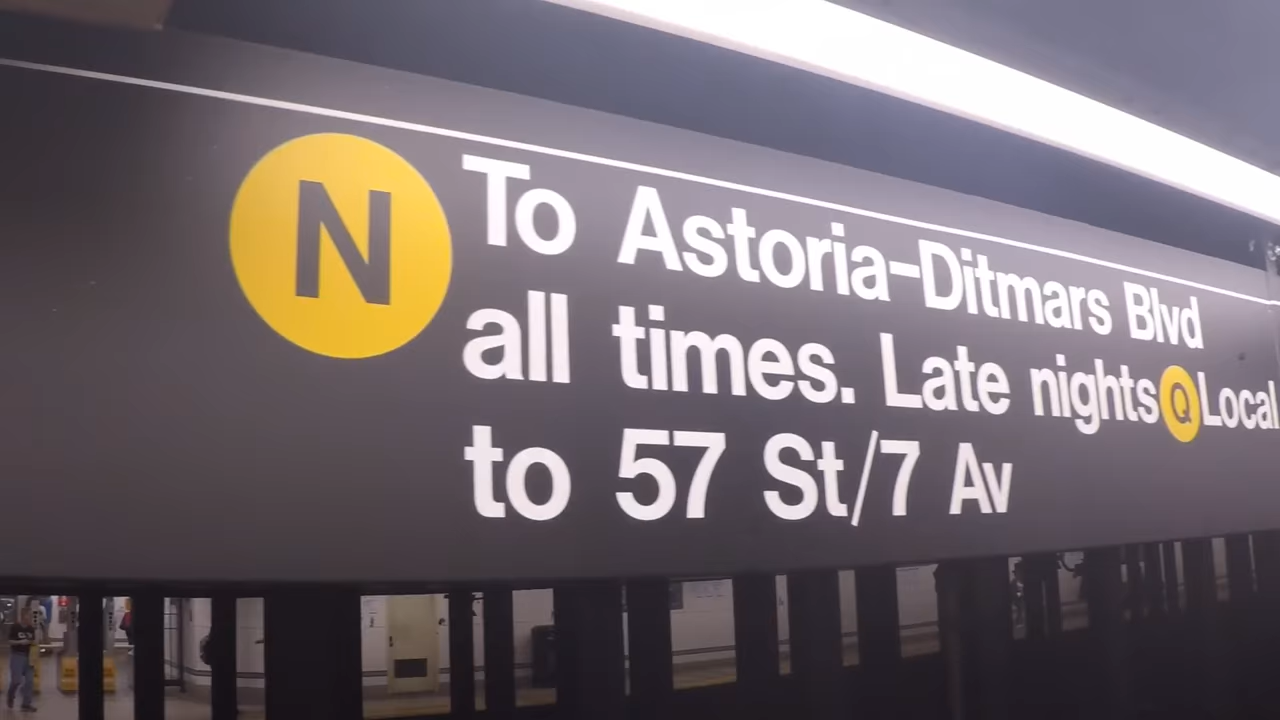 N To Astoria-Ditmars Blvd
all times. Late nights Q Local
to 57 St/7 Av